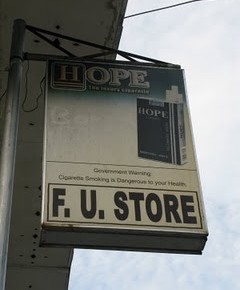 HOPE
The luxury cigarette
HOPE
Government Warning:
Cigarette Smoking is Dangerous to your Health
F. U. STORE